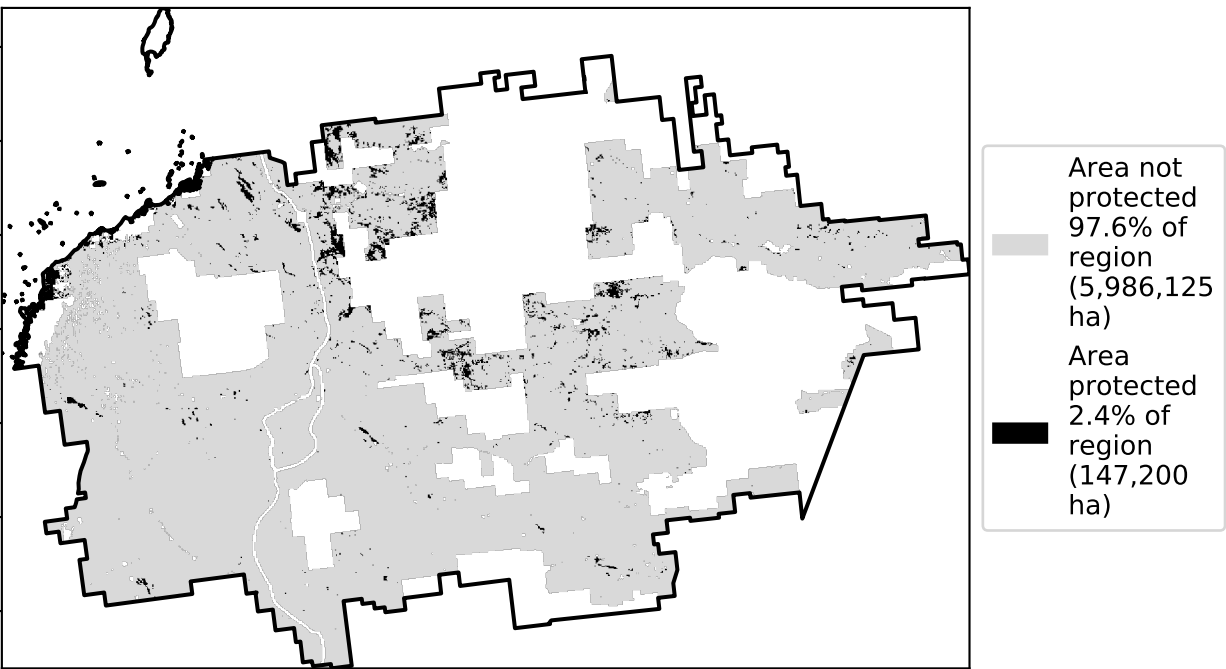 Area not
protected
97.6% of
region
(5,986,125
ha)
Area
protected
2.4% of
region
(147,200
ha)